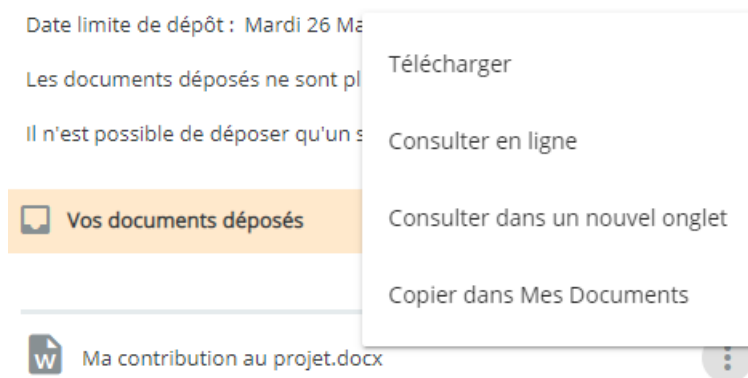 Date limite de dépôt : Mardi 26 Ma
Télécharger
Les documents déposés ne sont pl
Il n'est possible de déposer qu'un s
Consulter en ligne
Vos documents déposés
Consulter dans un nouvel onglet
Copier dans Mes Documents
W Ma contribution au projet.docx